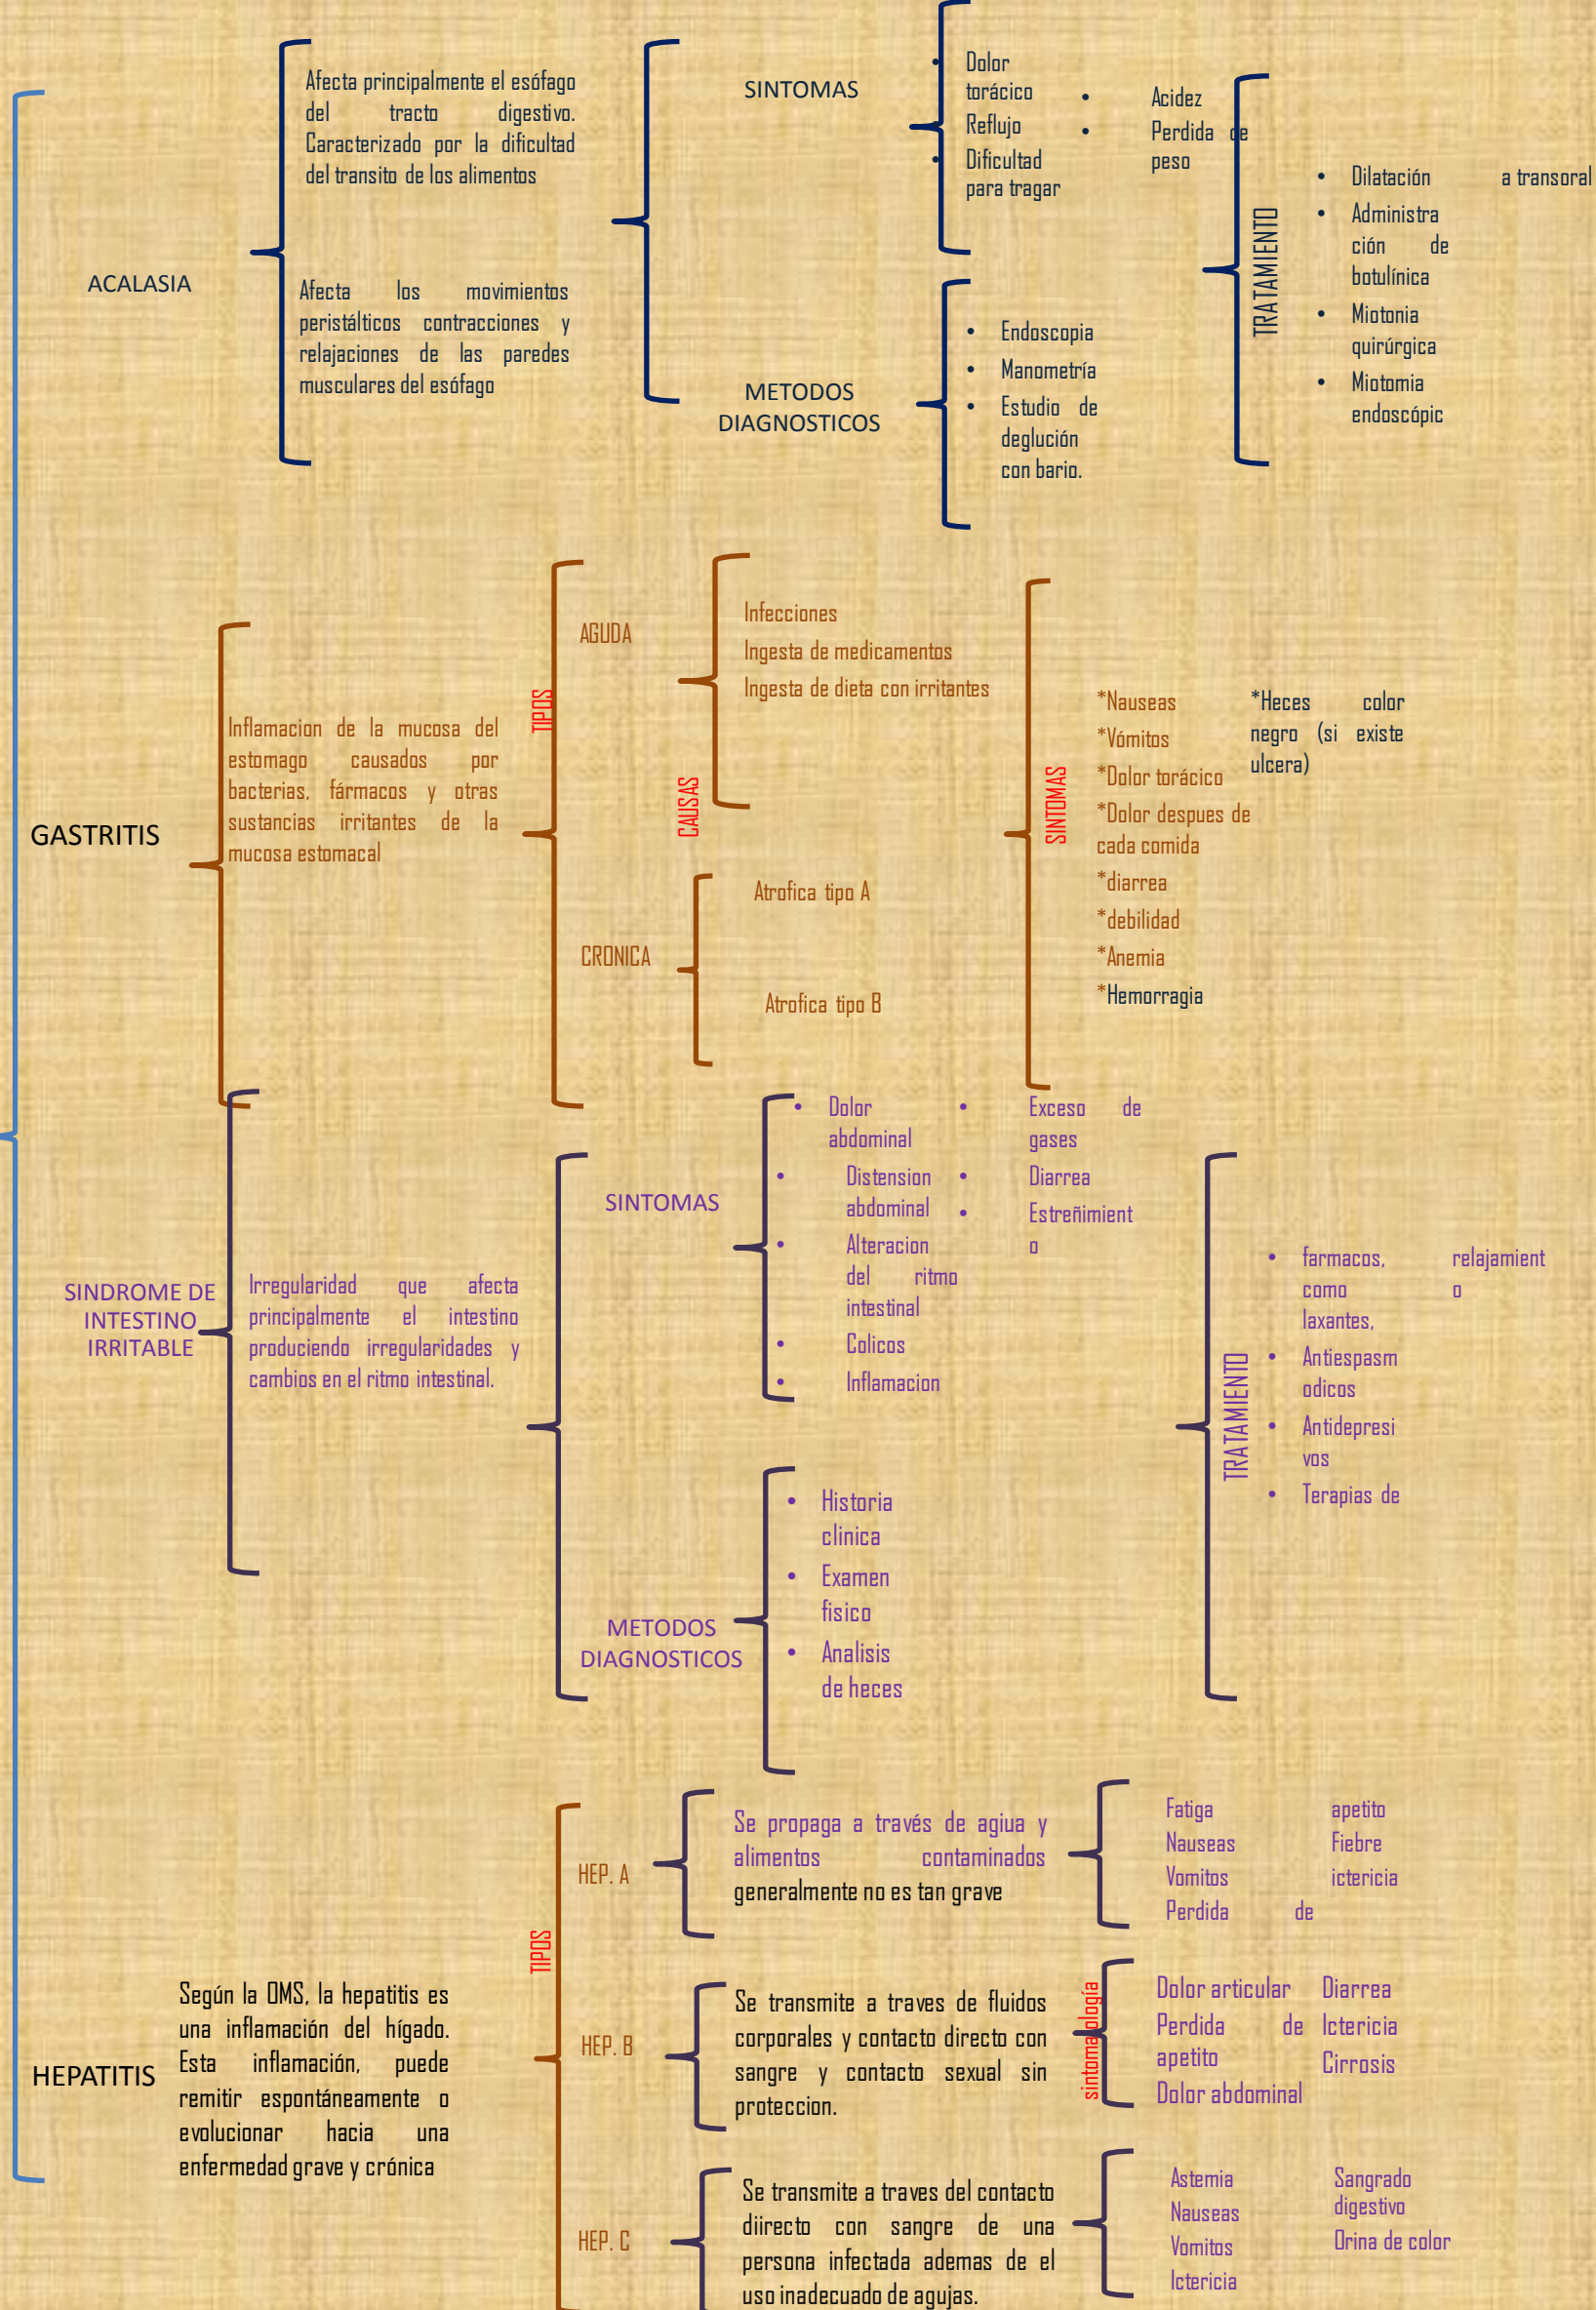 ACALASIA
Afecta principalmente el esófago
del tracto digestivo.
Caracterizado por la dificultad
del transito de los alimentos
Afecta los movimientos
peristálticos contracciones y
relajaciones de las paredes
musculares del esófago
SINTOMAS
• Dolor
torácico
• Reflujo
• Dificultad
para tragar
• Acidez
• Perdida de
peso
METODOS
DIAGNOSTICOS
• Endoscopia
• Manometría
• Estudio de
deglución
con bario.
TRATAMIENTO
• Dilatación
• Administra
ción de
botulínica
• Miotonia
quirúrgica
• Miotomia
endoscópic
a transoral
GASTRITIS
Inflamacion de la mucosa del
estomago causados por
bacterias, fármacos y otras
sustancias irritantes de la
mucosa estomacal
TIPOS
AGUDA
CAUSAS
Infecciones
Ingesta de medicamentos
Ingesta de dieta con irritantes
CRONICA
Atrofica tipo A
Atrofica tipo B
SINTOMAS
*Nauseas
*Vómitos
*Dolor torácico
*Dolor despues de
cada comida
*diarrea
*debilidad
*Anemia
*Hemorragia
*Heces color
negro (si existe
ulcera)
SINDROME DE
INTESTINO
IRRITABLE
Irregularidad que afecta
principalmente el intestino
produciendo irregularidades y
cambios en el ritmo intestinal.
SINTOMAS
• Dolor
abdominal
• Distension
abdominal
• Alteracion
del ritmo
intestinal
• Colicos
• Inflamacion
• Exceso de
gases
• Diarrea
• Estreñimient
o
METODOS
DIAGNOSTICOS
• Historia
clinica
• Examen
fisico
• Analisis
de heces
TRATAMIENTO
• farmacos,
como
laxantes,
• Antiespasm
odicos
• Antidepresi
vos
• Terapias de
relajamient
o
HEPATITIS
Según la OMS, la hepatitis es
una inflamación del hígado.
Esta inflamación, puede
remitir espontáneamente o
evolucionar hacia una
enfermedad grave y crónica
TIPOS
HEP. A
Se propaga a través de agiua y
alimentos contaminados
generalmente no es tan grave
Fatiga
Nauseas
Vomitos
Perdida de
apetito
Fiebre
ictericia
HEP. B
Se transmite a traves de fluidos
corporales y contacto directo con
sangre y contacto sexual sin
proteccion.
sintomatología
Dolor articular
Perdida de
apetito
Dolor abdominal
Diarrea
Ictericia
Cirrosis
HEP. C
Se transmite a traves del contacto
diirecto con sangre de una
persona infectada ademas de el
uso inadecuado de agujas.
Astemia
Nauseas
Vomitos
Ictericia
Sangrado
digestivo
Orina de color